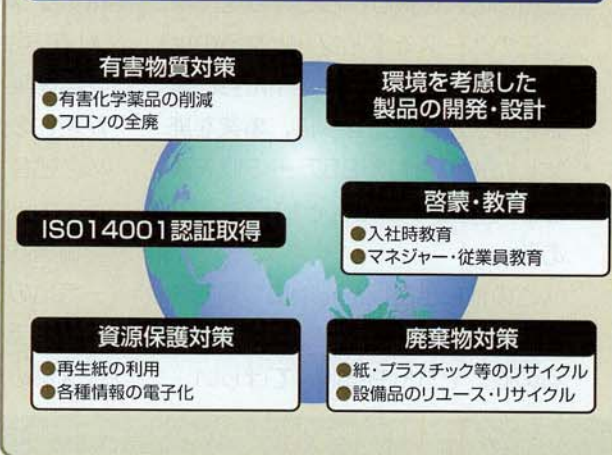 有害物質対策
●有害化学薬品の削減
●フロンの全廃
環境を考慮した
製品の開発・設計
ISO14001認証取得
啓蒙・教育
●入社時教育
●マネジャー・従業員教育
資源保護対策
●再生紙の利用
●各種情報の電子化
廃棄物対策
●紙・プラスチック等のリサイクル
●設備品のリユース・リサイクル